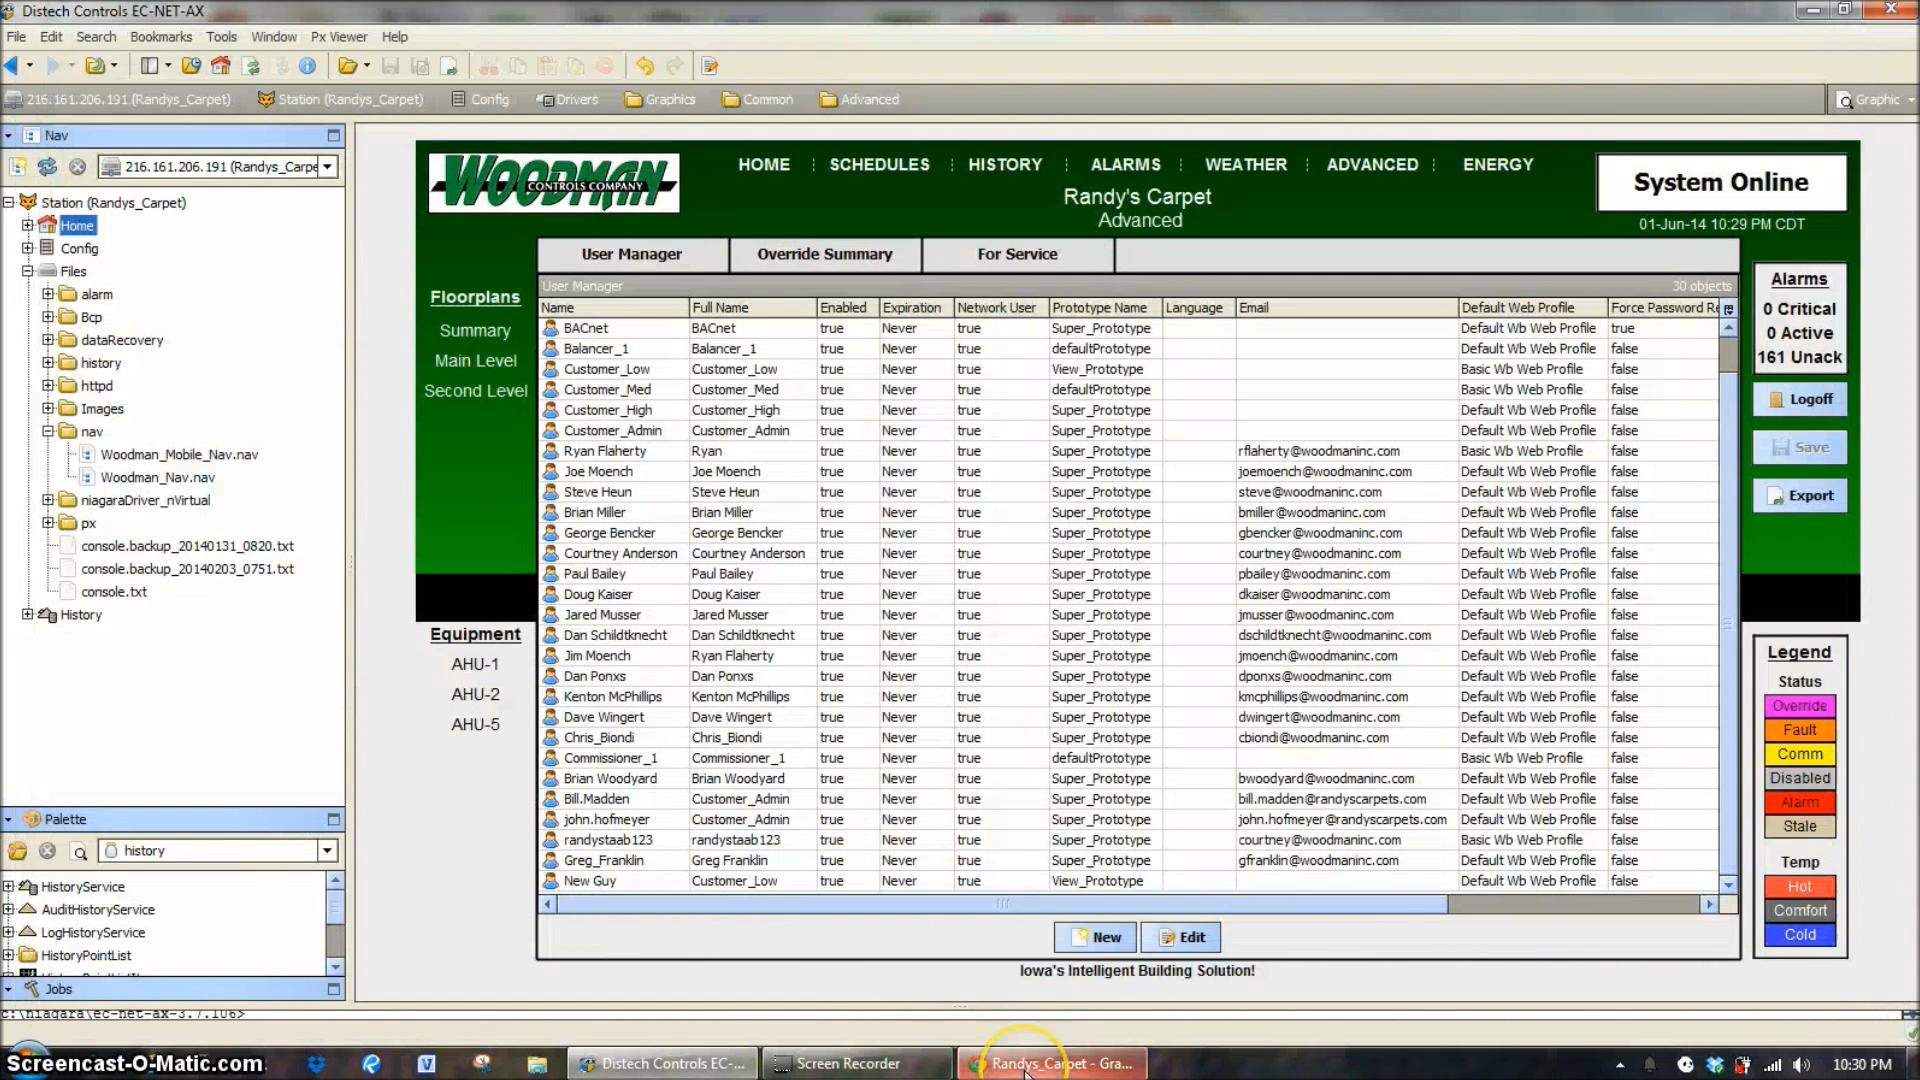 Distech Controls EC-NET-AX
File Edit Search Bookmarks Tools Window Px Viewer Help
216.161.206.191 (Randys_Carpet) Station (Randys_Carpet) Config Drivers Graphics Common Advanced Graphic
Nav
216.161.206.191 (Randys_Carpe
Station (Randys_Carpet)
Home
Config
Files
alarm
Bcp
dataRecovery
history
httpd
Images
nav
Woodman_Mobile_Nav.nav
Woodman_Nav.nav
niagaraDriver_nVirtual
px
console.backup_20140131_0820.txt
console.backup_20140203_0751.txt
console.txt
History
Palette
history
HistoryService
AuditHistoryService
LogHistoryService
HistoryPointList
Jobs
WOODMAN
CONTROLS COMPANY
HOME SCHEDULES HISTORY ALARMS WEATHER ADVANCED ENERGY
Randy's Carpet
Advanced
System Online
01-Jun-14 10:29 PM CDT
User Manager Override Summary For Service
Floorplans
Summary
Main Level
Second Level
Equipment
AHU-1
AHU-2
AHU-5
User Manager 30 objects
Name Full Name Enabled Expiration Network User Prototype Name Language Email Default Web Profile Force Password Re
BACnet BACnet true Never true Super_Prototype Default Wb Web Profile true
Balancer_1 Balancer_1 true Never true defaultPrototype Default Wb Web Profile false
Customer_Low Customer_Low true Never true View_Prototype Basic Wb Web Profile false
Customer_Med Customer_Med true Never true defaultPrototype Basic Wb Web Profile false
Customer_High Customer_High true Never true Super_Prototype Default Wb Web Profile false
Customer_Admin Customer_Admin true Never true Super_Prototype Default Wb Web Profile false
Ryan Flaherty Ryan true Never true Super_Prototype rflaherty@woodmaninc.com Basic Wb Web Profile false
Joe Moench Joe Moench true Never true Super_Prototype joemoench@woodmaninc.com Default Wb Web Profile false
Steve Heun Steve Heun true Never true Super_Prototype steve@woodmaninc.com Default Wb Web Profile false
Brian Miller Brian Miller true Never true Super_Prototype bmiller@woodmaninc.com Default Wb Web Profile false
George Bencker George Bencker true Never true Super_Prototype gbencker@woodmaninc.com Default Wb Web Profile false
Courtney Anderson Courtney Anderson true Never true Super_Prototype courtney@woodmaninc.com Default Wb Web Profile false
Paul Bailey Paul Bailey true Never true Super_Prototype pbailey@woodmaninc.com Default Wb Web Profile false
Doug Kaiser Doug Kaiser true Never true Super_Prototype dkaiser@woodmaninc.com Default Wb Web Profile false
Jared Musser Jared Musser true Never true Super_Prototype jmusser@woodmaninc.com Default Wb Web Profile false
Dan Schildtknecht Dan Schildtknecht true Never true Super_Prototype dschildtknecht@woodmaninc.com Default Wb Web Profile false
Jim Moench Ryan Flaherty true Never true Super_Prototype jmoench@woodmaninc.com Default Wb Web Profile false
Dan Ponxs Dan Ponxs true Never true Super_Prototype dponxs@woodmaninc.com Default Wb Web Profile false
Kenton McPhillips Kenton McPhillips true Never true Super_Prototype kmcphillips@woodmaninc.com Default Wb Web Profile false
Dave Wingert Dave Wingert true Never true Super_Prototype dwingert@woodmaninc.com Default Wb Web Profile false
Chris_Biondi Chris_Biondi true Never true Super_Prototype cbiondi@woodmaninc.com Default Wb Web Profile false
Commissioner_1 Commissioner_1 true Never true defaultPrototype Basic Wb Web Profile false
Brian Woodyard Brian Woodyard true Never true Super_Prototype bwoodyard@woodmaninc.com Default Wb Web Profile false
Bill.Madden Customer_Admin true Never true Super_Prototype bill.madden@randyscarpets.com Default Wb Web Profile false
john.hofmeyer Customer_Admin true Never true Super_Prototype john.hofmeyer@randyscarpets.com Default Wb Web Profile false
randystaab123 randystaab123 true Never true Super_Prototype courtney@woodmaninc.com Basic Wb Web Profile false
Greg_Franklin Greg Franklin true Never true Super_Prototype gfranklin@woodmaninc.com Default Wb Web Profile false
New Guy Customer_Low true Never true View_Prototype Default Wb Web Profile false
New Edit
Iowa's Intelligent Building Solution!
Alarms
0 Critical
0 Active
161 Unack
Logoff
Save
Export
Legend
Status
Override
Fault
Comm
Disabled
Alarm
Stale
Temp
Hot
Comfort
Cold
c:\niagara\ec-net-ax-3.7.106>
Screencast-O-Matic.com
Distech Controls EC-... Screen Recorder Randys_Carpet - Gra... 10:30 PM